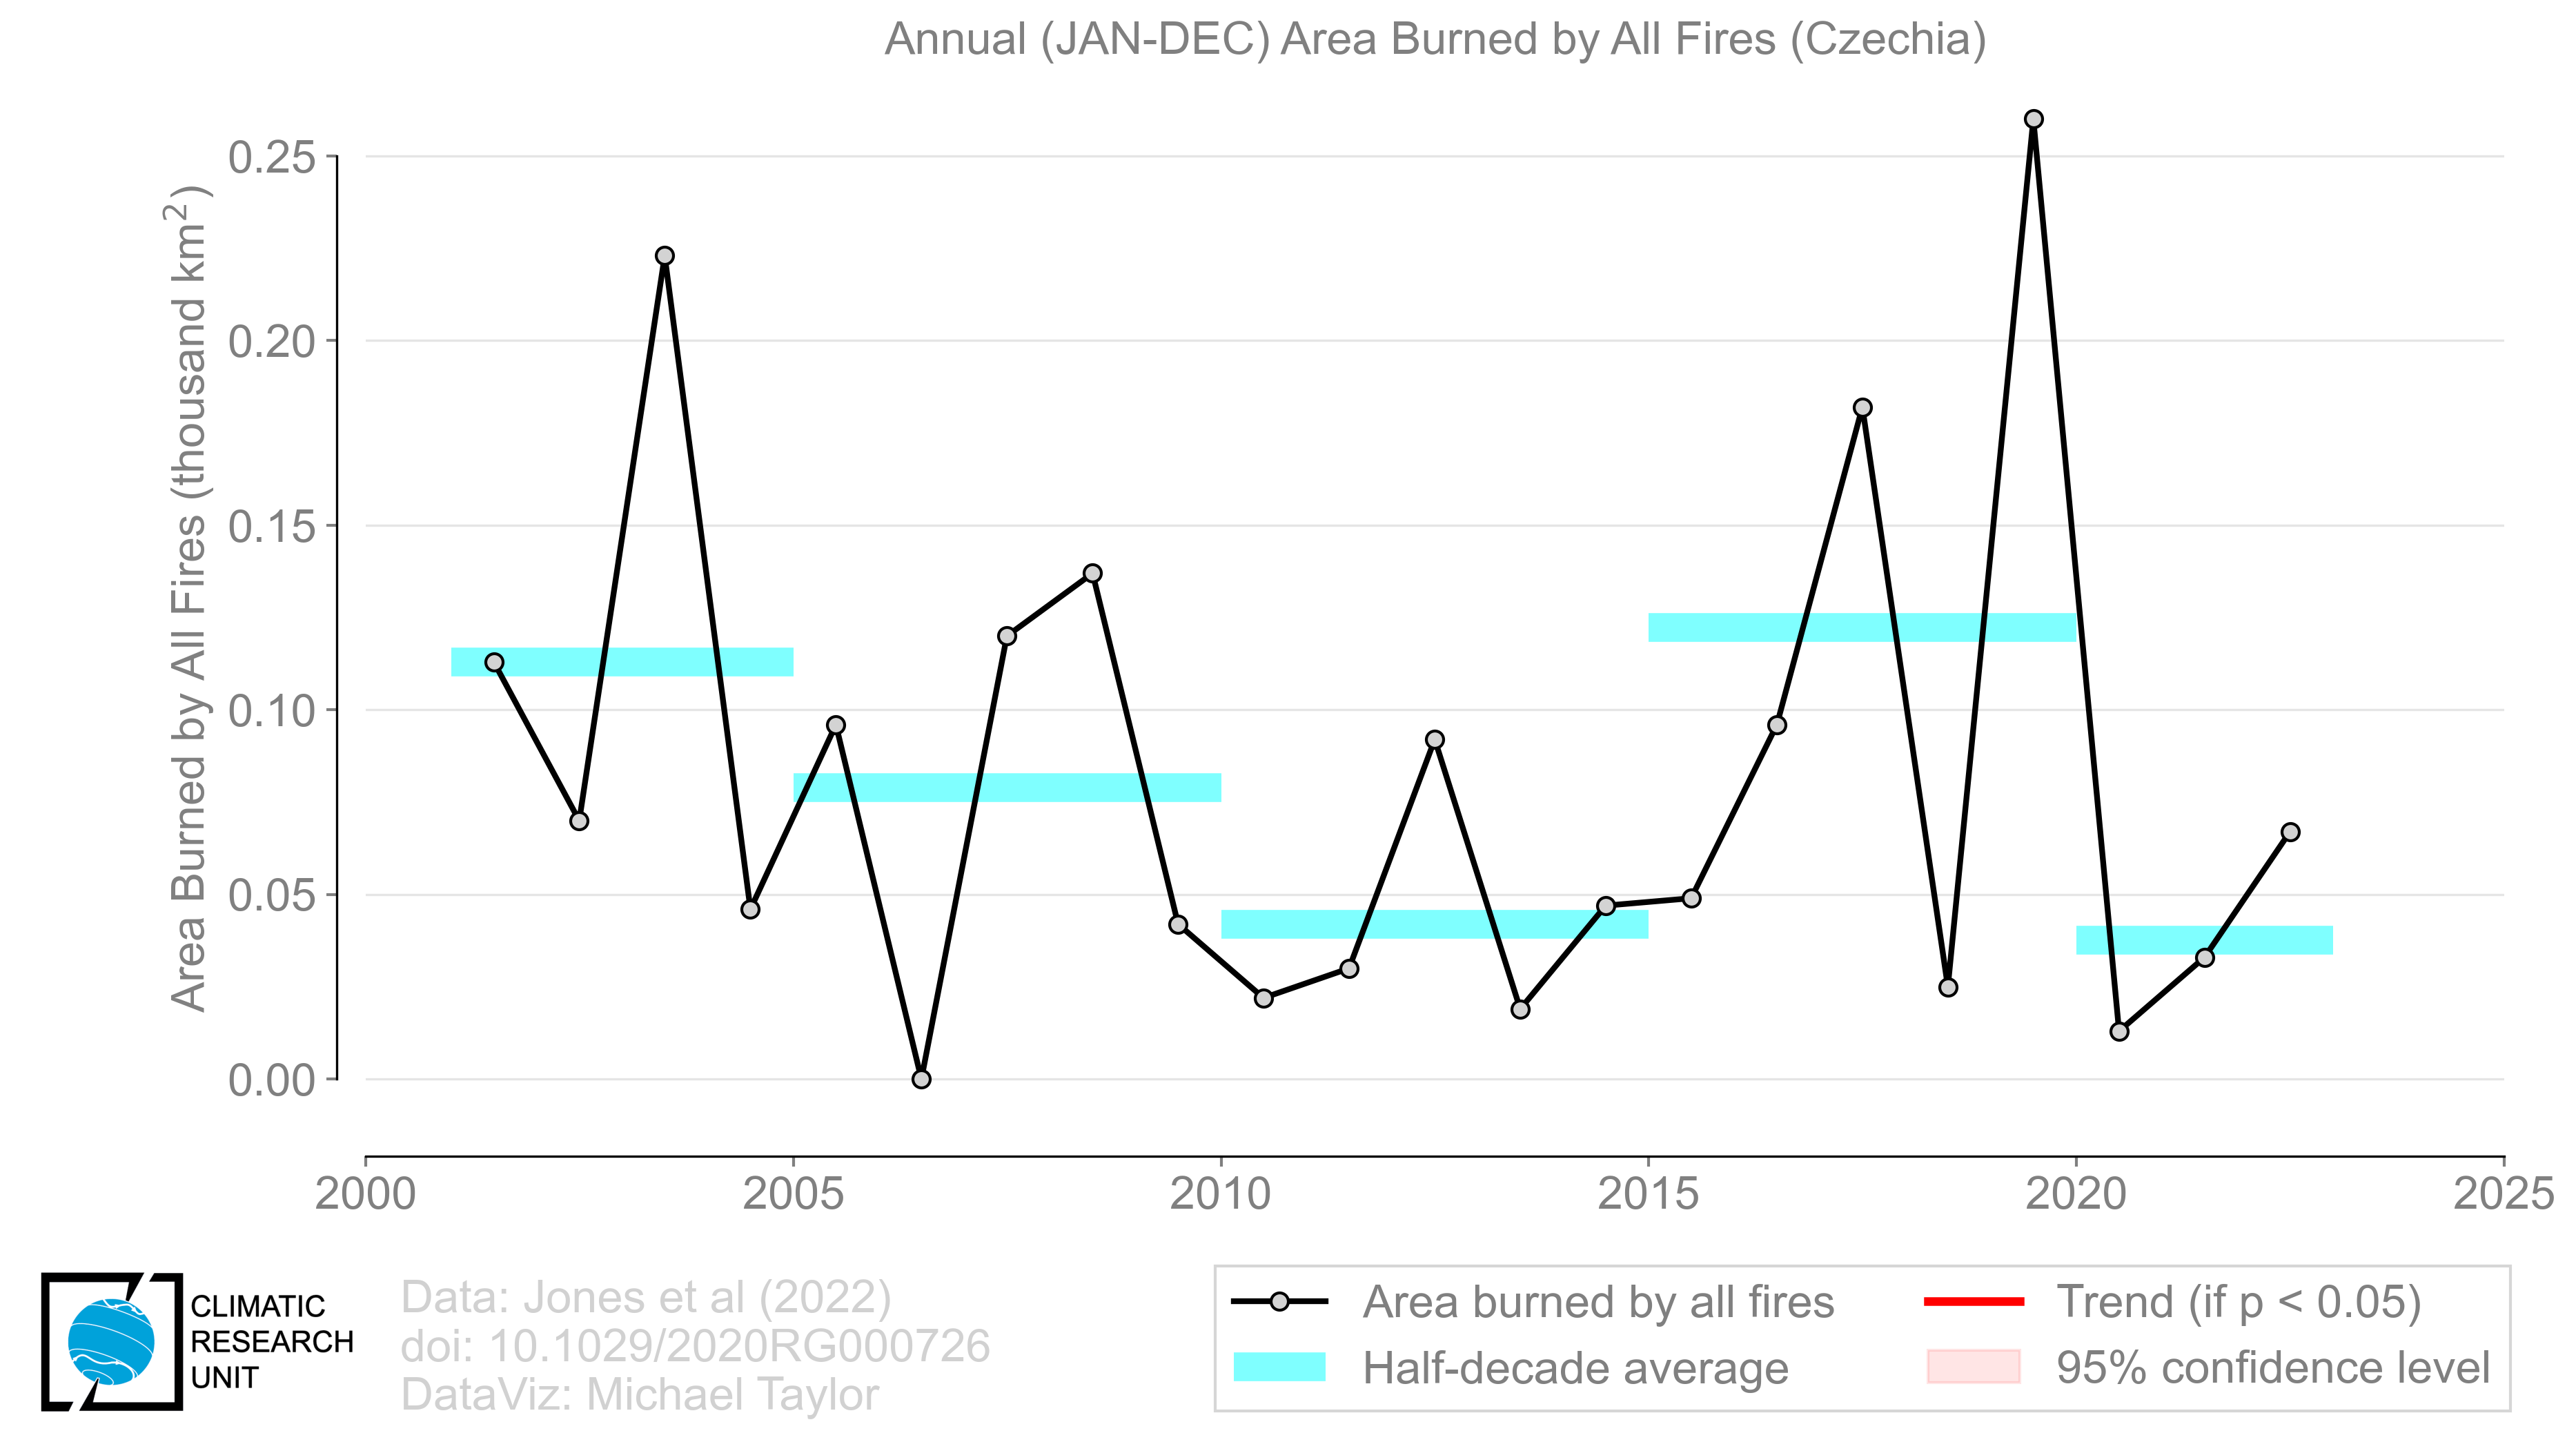 Annual (JAN-DEC) Area Burned by All Fires (Czechia)
Area Burned by All Fires (thousand km²)
0.25
0.20
0.15
0.10
0.05
0.00
2000 2005 2010 2015 2020 2025
CLIMATIC
RESEARCH
UNIT
Data: Jones et al (2022)
doi: 10.1029/2020RG000726
DataViz: Michael Taylor
Area burned by all fires
Half-decade average
Trend (if p < 0.05)
95% confidence level